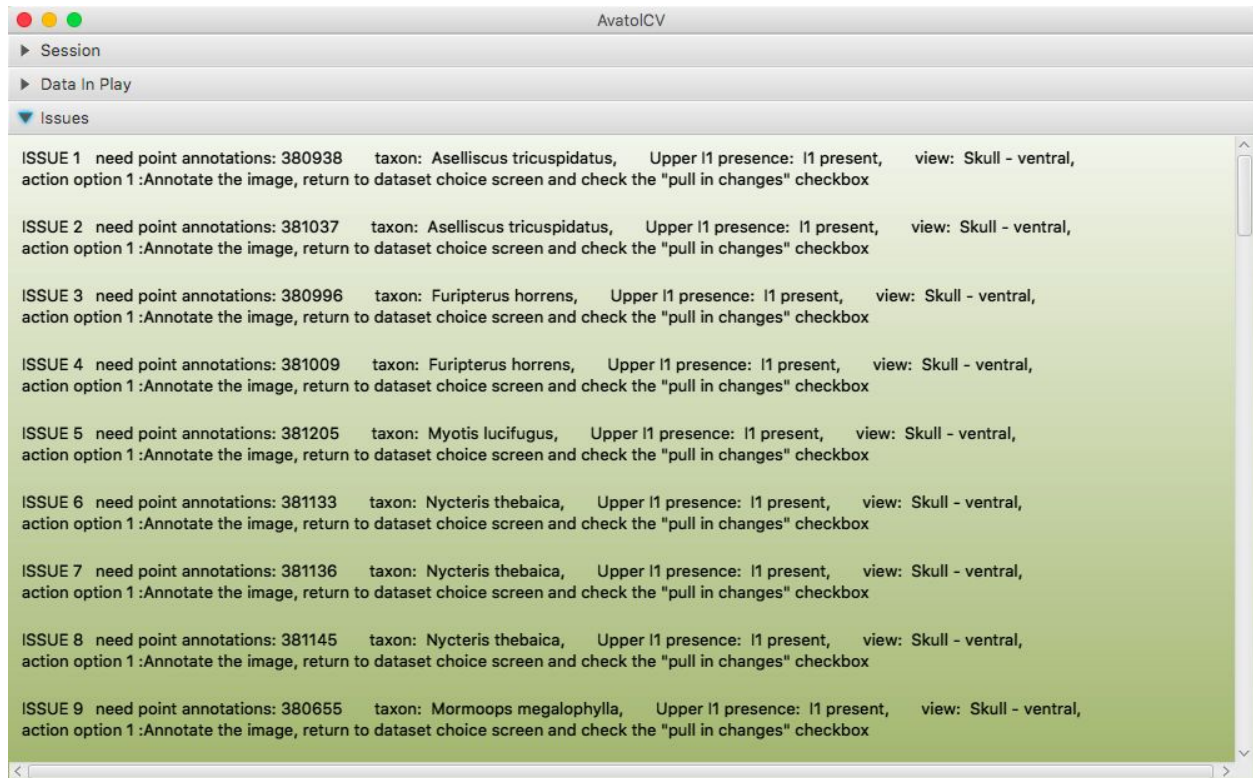 AvatolCV
Session
Data In Play
Issues
ISSUE 1 need point annotations: 380938 taxon: Aselliscus tricuspidatus, Upper I1 presence: I1 present, view: Skull - ventral,
action option 1 :Annotate the image, return to dataset choice screen and check the "pull in changes" checkbox
ISSUE 2 need point annotations: 381037 taxon: Aselliscus tricuspidatus, Upper I1 presence: I1 present, view: Skull - ventral,
action option 1 :Annotate the image, return to dataset choice screen and check the "pull in changes" checkbox
ISSUE 3 need point annotations: 380996 taxon: Furipterus horrens, Upper I1 presence: I1 present, view: Skull - ventral,
action option 1 :Annotate the image, return to dataset choice screen and check the "pull in changes" checkbox
ISSUE 4 need point annotations: 381009 taxon: Furipterus horrens, Upper I1 presence: I1 present, view: Skull - ventral,
action option 1 :Annotate the image, return to dataset choice screen and check the "pull in changes" checkbox
ISSUE 5 need point annotations: 381205 taxon: Myotis lucifugus, Upper I1 presence: I1 present, view: Skull - ventral,
action option 1 :Annotate the image, return to dataset choice screen and check the "pull in changes" checkbox
ISSUE 6 need point annotations: 381133 taxon: Nycteris thebaica, Upper I1 presence: I1 present, view: Skull - ventral,
action option 1 :Annotate the image, return to dataset choice screen and check the "pull in changes" checkbox
ISSUE 7 need point annotations: 381136 taxon: Nycteris thebaica, Upper I1 presence: I1 present, view: Skull - ventral,
action option 1 :Annotate the image, return to dataset choice screen and check the "pull in changes" checkbox
ISSUE 8 need point annotations: 381145 taxon: Nycteris thebaica, Upper I1 presence: I1 present, view: Skull - ventral,
action option 1 :Annotate the image, return to dataset choice screen and check the "pull in changes" checkbox
ISSUE 9 need point annotations: 380655 taxon: Mormoops megalophylla, Upper I1 presence: I1 present, view: Skull - ventral,
action option 1 :Annotate the image, return to dataset choice screen and check the "pull in changes" checkbox